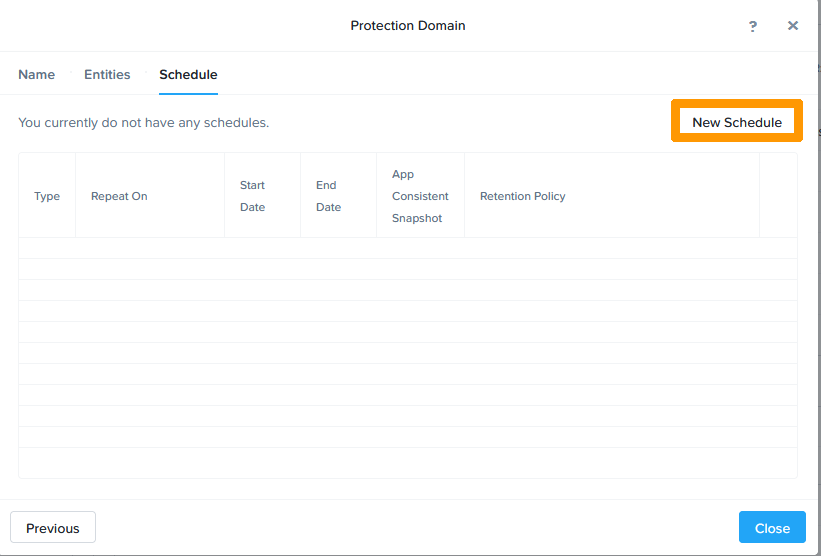 Protection Domain
?
Name Entities Schedule
You currently do not have any schedules.
New Schedule
Type
Repeat On
Start
Date
End
Date
App
Consistent
Snapshot
Retention Policy
Previous
Close